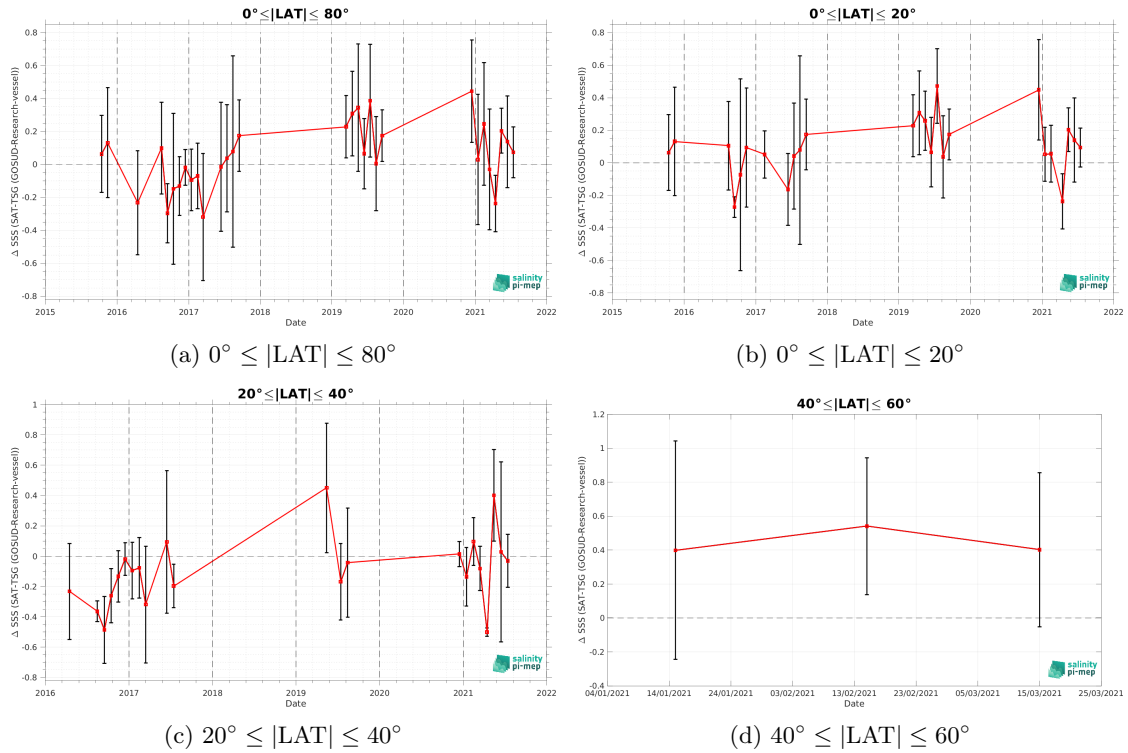 0°≤|LAT|≤ 80°
Δ SSS (SAT-TSG (GOSUD-Research-vessel))
0.8
0.6
0.4
0.2
0
-0.2
-0.4
-0.6
-0.8
salinity
pi-mep
2015 2016 2017 2018 2019 2020 2021 2022
Date
(a) 0° ≤ |LAT| ≤ 80°
0°≤|LAT|≤ 20°
Δ SSS (SAT-TSG (GOSUD-Research-vessel))
0.8
0.6
0.4
0.2
0
-0.2
-0.4
-0.6
-0.8
salinity
pi-mep
2015 2016 2017 2018 2019 2020 2021 2022
Date
(b) 0° ≤ |LAT| ≤ 20°
20°≤|LAT|≤ 40°
Δ SSS (SAT-TSG (GOSUD-Research-vessel))
1
0.8
0.6
0.4
0.2
0
-0.2
-0.4
-0.6
-0.8
salinity
pi-mep
2016 2017 2018 2019 2020 2021 2022
Date
(c) 20° ≤ |LAT| ≤ 40°
40°≤|LAT|≤ 60°
Δ SSS (SAT-TSG (GOSUD-Research-vessel))
1.2
1
0.8
0.6
0.4
0.2
0
-0.2
-0.4
salinity
pi-mep
04/01/2021 14/01/2021 24/01/2021 03/02/2021 13/02/2021 23/02/2021 05/03/2021 15/03/2021 25/03/2021
Date
(d) 40° ≤ |LAT| ≤ 60°